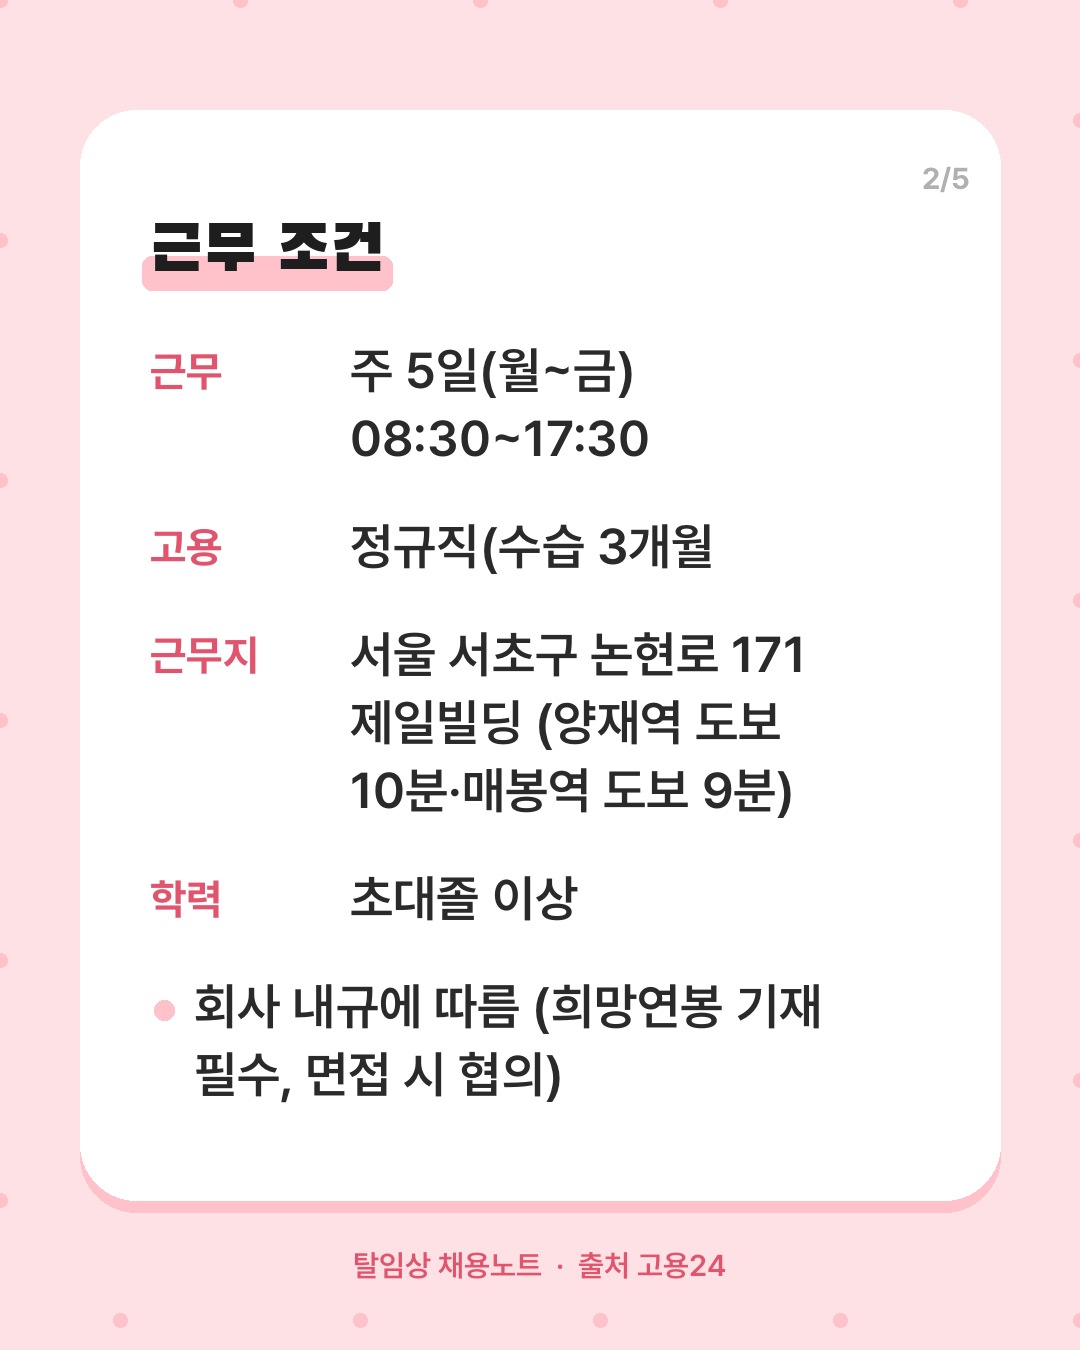 2/5
근무 조건
근무 주 5일(월~금)
08:30~17:30
고용 정규직(수습 3개월
근무지 서울 서초구 논현로 171
제일빌딩 (양재역 도보
10분·매봉역 도보 9분)
학력 초대졸 이상
회사 내규에 따름 (희망연봉 기재
필수, 면접 시 협의)
탈임상 채용노트 · 출처 고용24